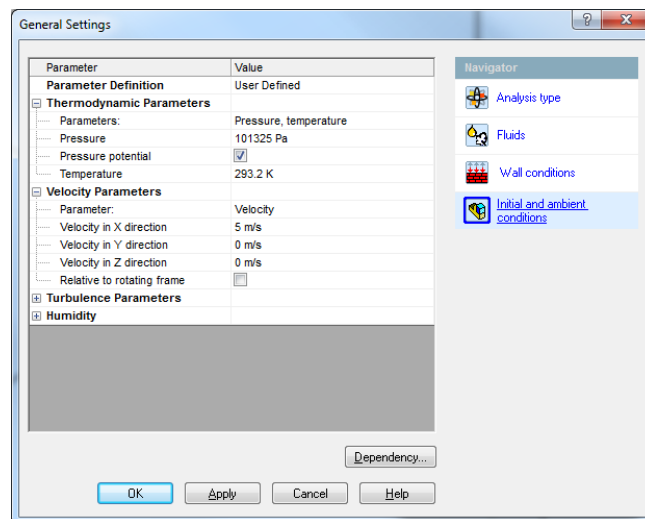 General Settings
?
Parameter Value
Parameter Definition User Defined
Thermodynamic Parameters
Parameters: Pressure, temperature
Pressure 101325 Pa
Pressure potential
Temperature 293.2 K
Velocity Parameters
Parameter: Velocity
Velocity in X direction 5 m/s
Velocity in Y direction 0 m/s
Velocity in Z direction 0 m/s
Relative to rotating frame
Turbulence Parameters
Humidity
Navigator
Analysis type
Fluids
Wall conditions
Initial and ambient
conditions
Dependency...
OK Apply Cancel Help